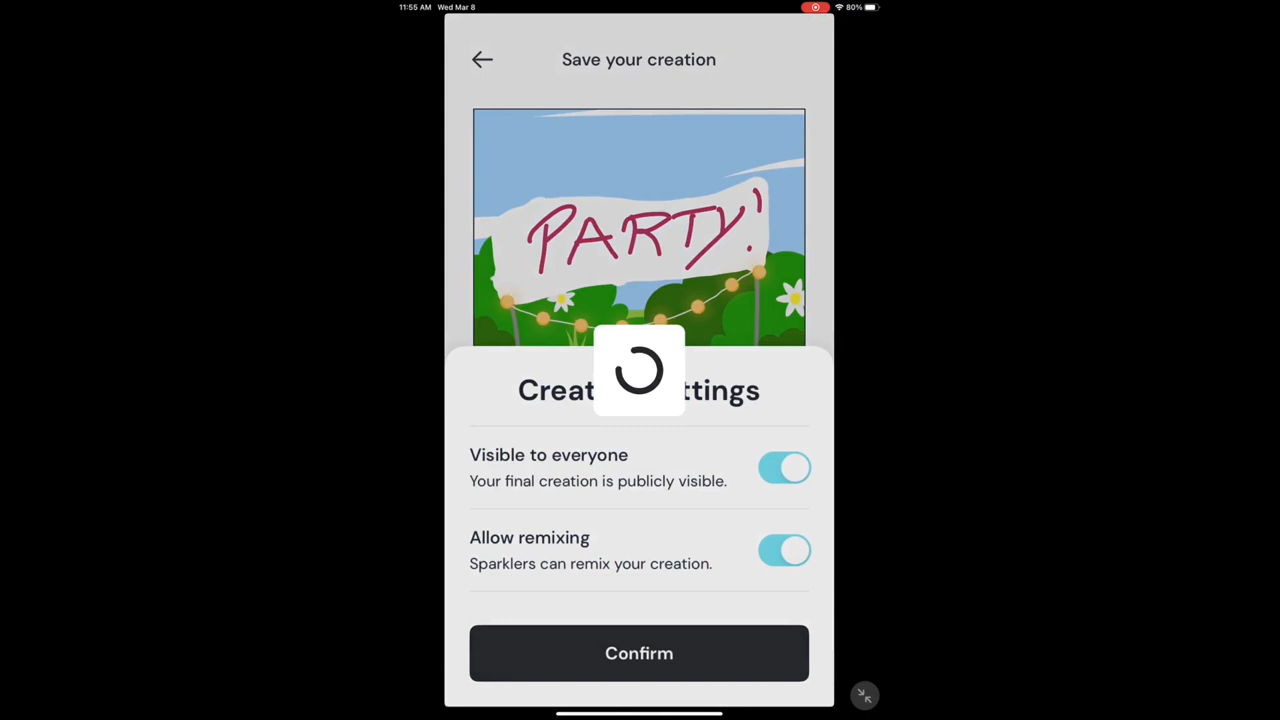 11:55 AM Wed Mar 8
80%
Save your creation
PARTY!
Creat ttings
Visible to everyone
Your final creation is publicly visible.
Allow remixing
Sparklers can remix your creation.
Confirm